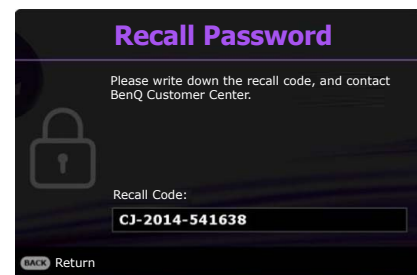 Recall Password
Please write down the recall code, and contact
BenQ Customer Center.
Recall Code:
CJ-2014-541638
BACK Return